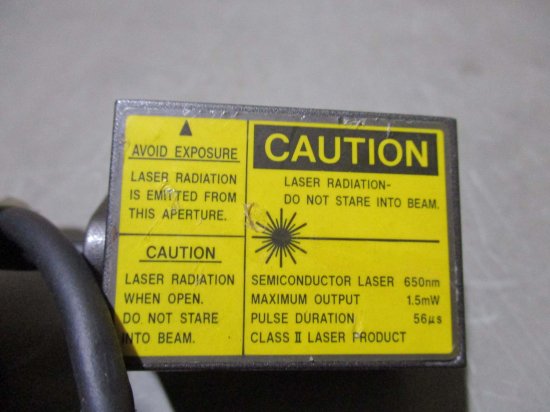 AVOID EXPOSURE
LASER RADIATION
IS EMITTED FROM
THIS APERTURE.
CAUTION
LASER RADIATION
WHEN OPEN.
DO NOT STARE
INTO BEAM.
CAUTION
LASER RADIATION-
DO NOT STARE INTO BEAM.
SEMICONDUCTOR LASER 650nm
MAXIMUM OUTPUT 1.5mW
PULSE DURATION 56μs
CLASS Ⅱ LASER PRODUCT